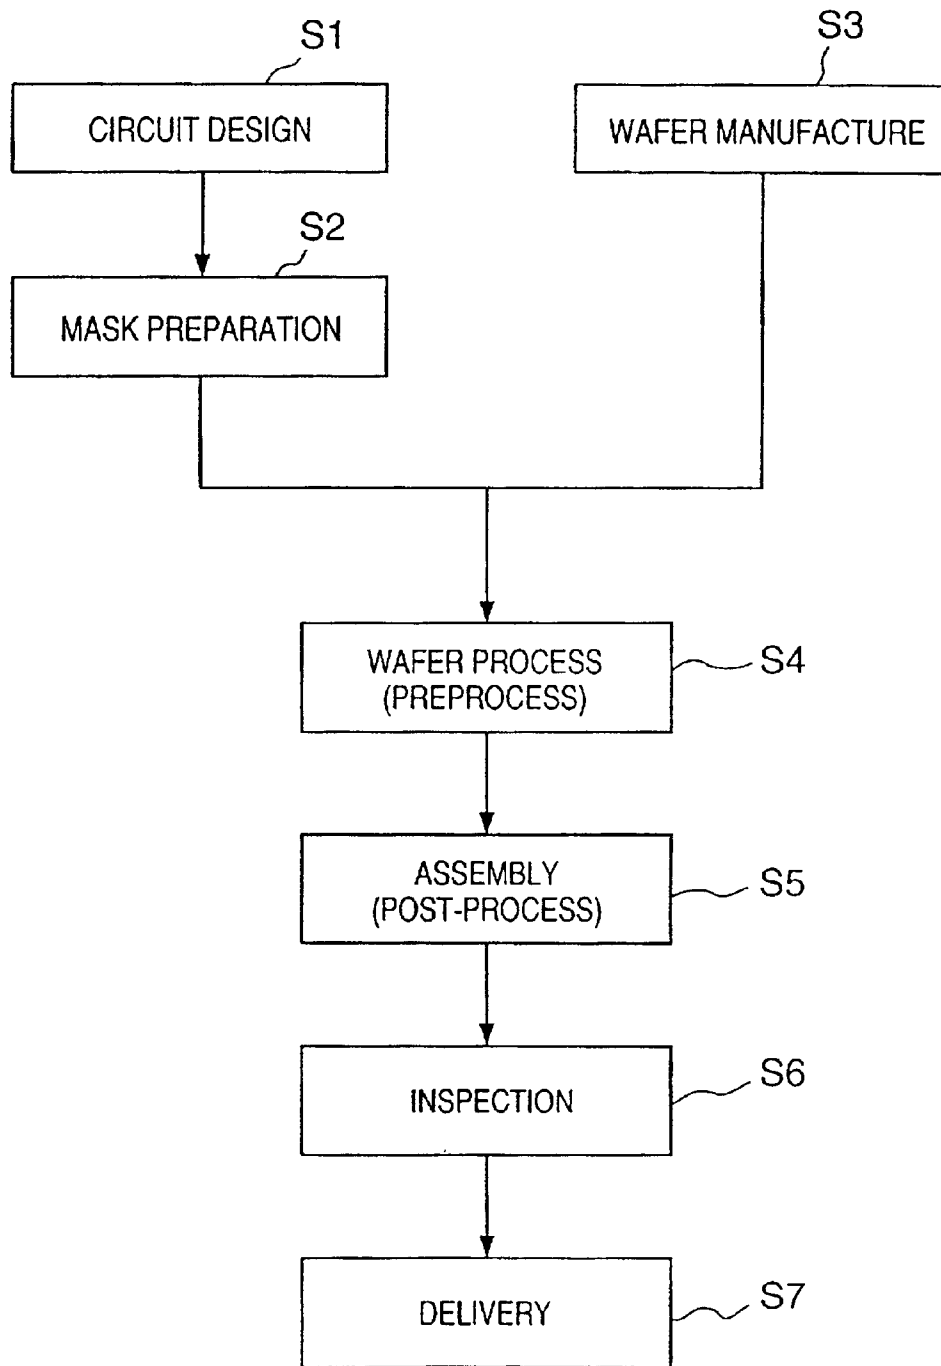 S1
CIRCUIT DESIGN
S3
WAFER MANUFACTURE
S2
MASK PREPARATION
WAFER PROCESS
(PREPROCESS)
S4
ASSEMBLY
(POST-PROCESS)
S5
INSPECTION
S6
DELIVERY
S7